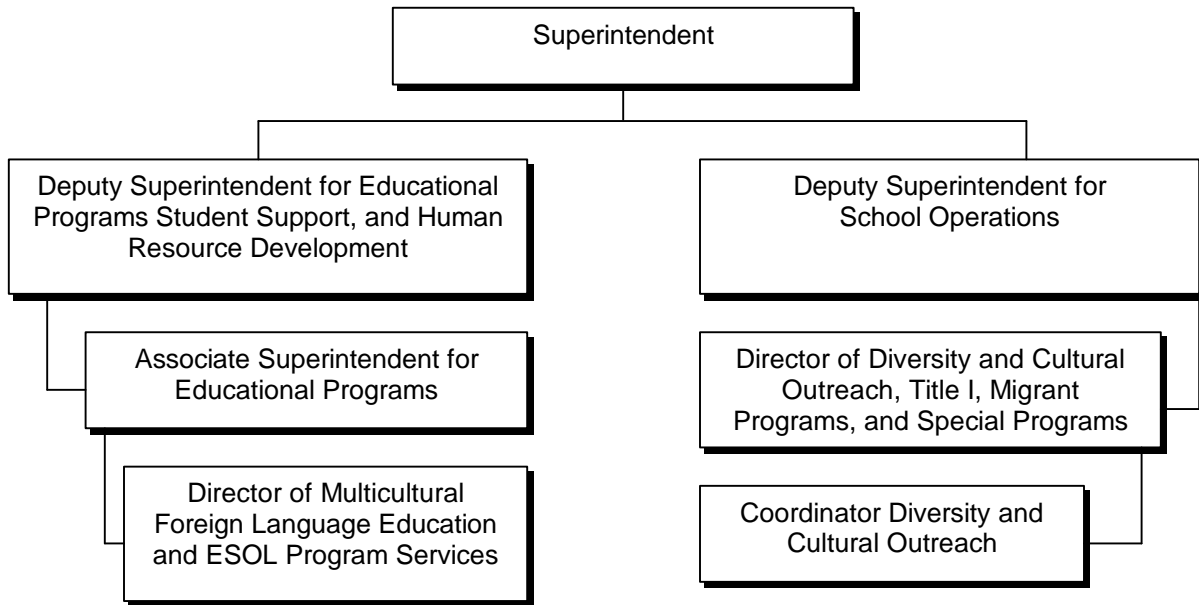 Superintendent
Deputy Superintendent for Educational
Programs Student Support, and Human
Resource Development
Deputy Superintendent for
School Operations
Associate Superintendent for
Educational Programs
Director of Diversity and Cultural
Outreach, Title I, Migrant
Programs, and Special Programs
Director of Multicultural
Foreign Language Education
and ESOL Program Services
Coordinator Diversity and
Cultural Outreach